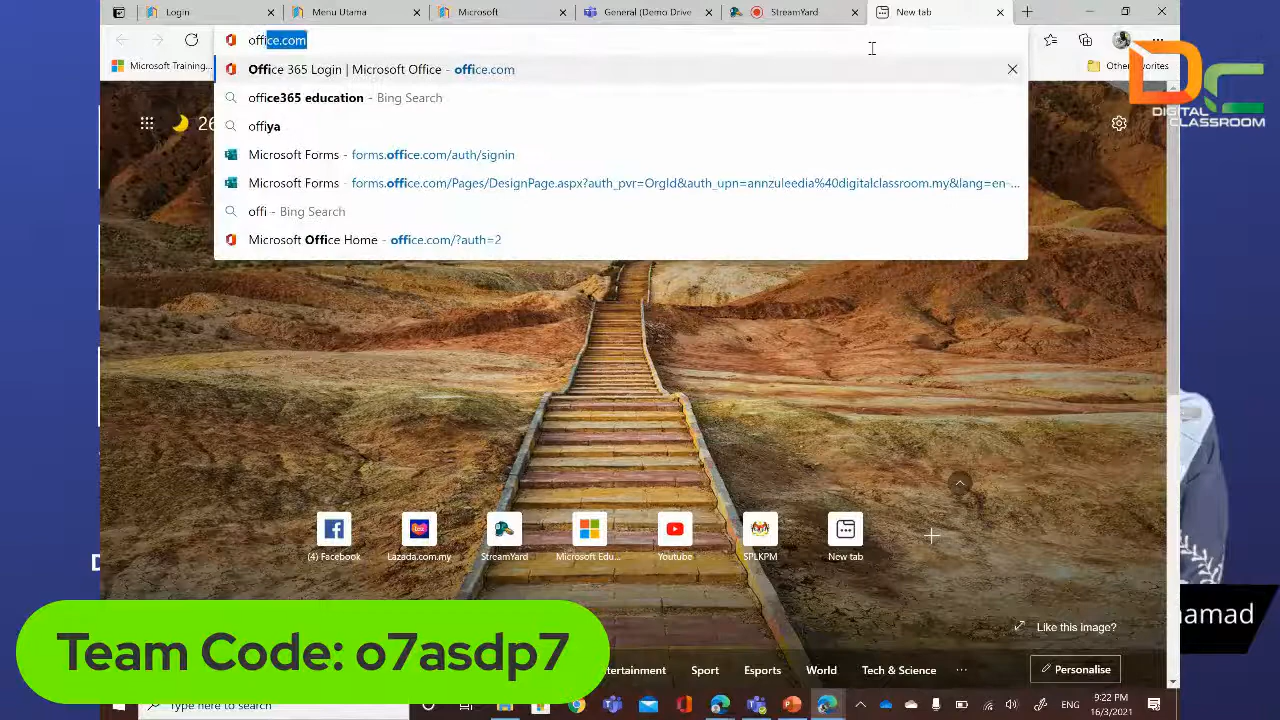 Login
Menu Utama
Microsoft
General (Demo Drive
StreamYard
New tab
office.com
Microsoft Training...
Other favorites
Office 365 Login | Microsoft Office - office.com
office365 education - Bing Search
offiya
Microsoft Forms - forms.office.com/auth/signin
Microsoft Forms - forms.office.com/Pages/DesignPage.aspx?auth_pvr=OrgId&auth_upn=annzuleedia%40digitalclassroom.my&lang=en-...
offi - Bing Search
Microsoft Office Home - office.com/?auth=2
DC
DIGITAL
CLASSROOM
26
(4) Facebook
Lazada.com.my
StreamYard
Microsoft Edu...
Youtube
SPLKPM
New tab
D
Like this image?
amad
Team Code: o7asdp7
tertainment
Sport
Esports
World
Tech & Science
...
Personalise
Type here to search
ENG
9:22 PM
16/3/2021